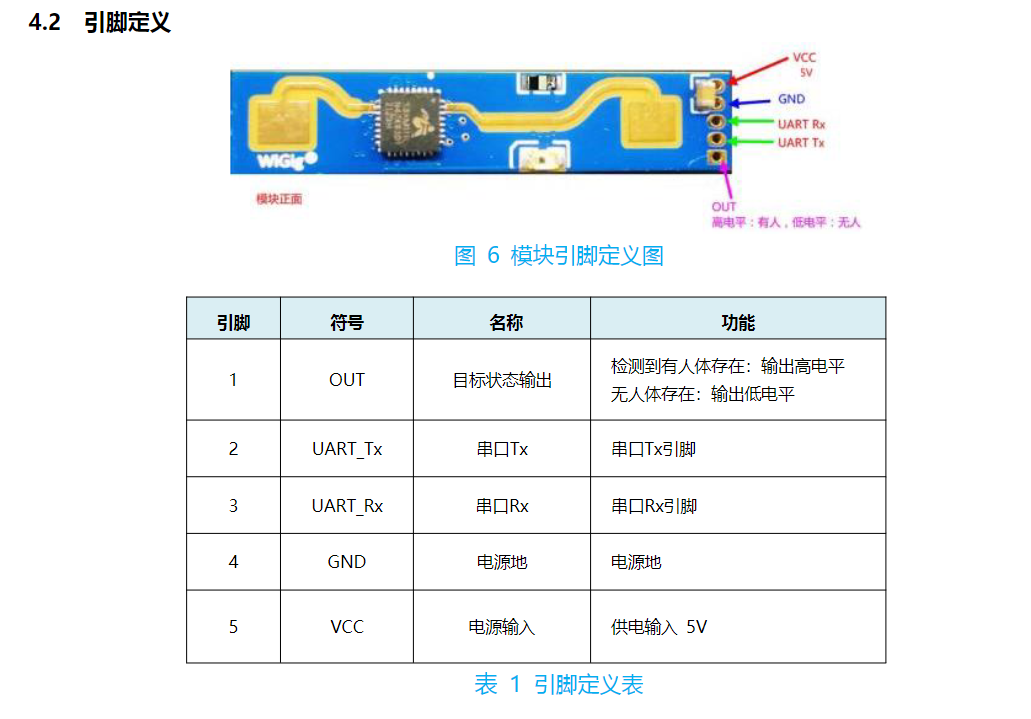 4.2 引脚定义
VCC
5V
GND
UART Rx
UART Tx
WiGig
模块正面
OUT
高电平：有人，低电平：无人
图 6 模块引脚定义图
引脚 符号 名称 功能
1 OUT 目标状态输出 检测到有人体存在：输出高电平
无人体存在：输出低电平
2 UART_Tx 串口Tx 串口Tx引脚
3 UART_Rx 串口Rx 串口Rx引脚
4 GND 电源地 电源地
5 VCC 电源输入 供电输入 5V
表 1 引脚定义表